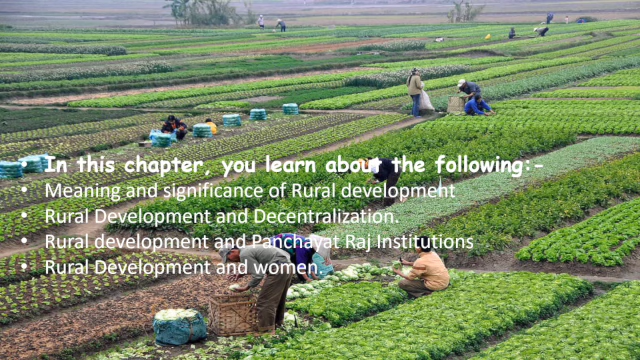 In this chapter, you learn about the following:-
• Meaning and significance of Rural development
• Rural Development and Decentralization.
• Rural development and Panchayat Raj Institutions
• Rural Development and women.